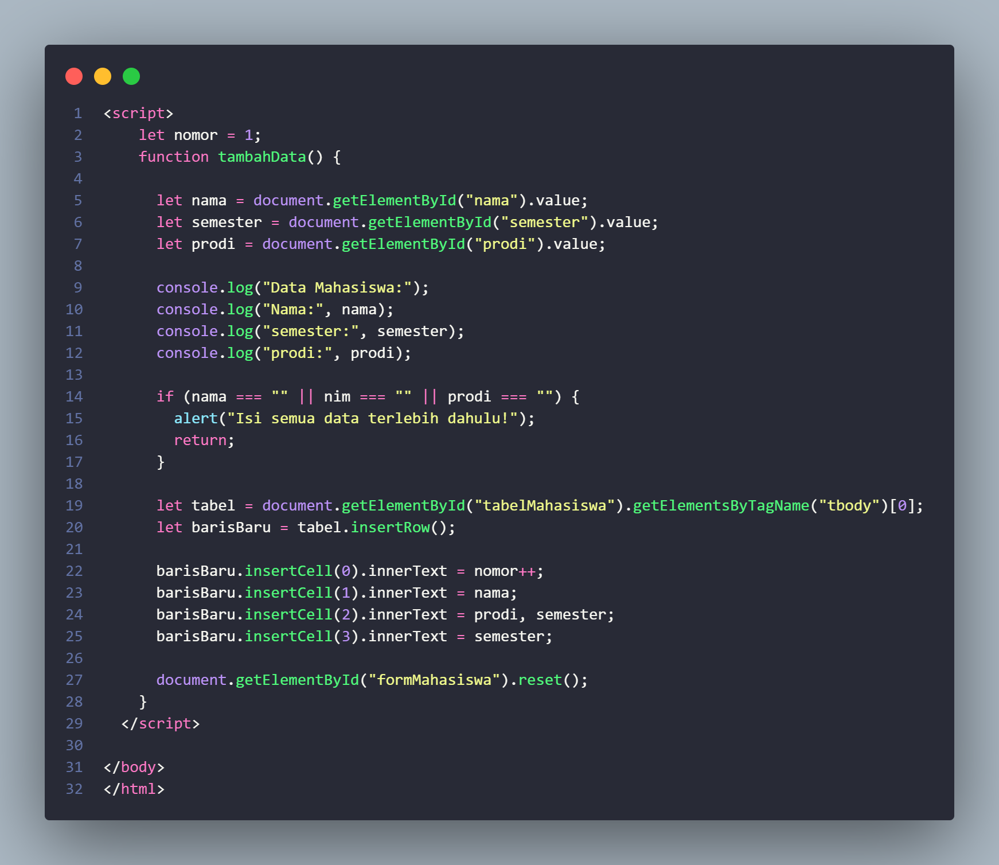 1 <script>
2 let nomor = 1;
3 function tambahData() {
4
5 let nama = document.getElementById("nama").value;
6 let semester = document.getElementById("semester").value;
7 let prodi = document.getElementById("prodi").value;
8
9 console.log("Data Mahasiswa:");
10 console.log("Nama:", nama);
11 console.log("semester:", semester);
12 console.log("prodi:", prodi);
13
14 if (nama === "" || nim === "" || prodi === "") {
15 alert("Isi semua data terlebih dahulu!");
16 return;
17 }
18
19 let tabel = document.getElementById("tabelMahasiswa").getElementsByTagName("tbody")[0];
20 let barisBaru = tabel.insertRow();
21
22 barisBaru.insertCell(0).innerText = nomor++;
23 barisBaru.insertCell(1).innerText = nama;
24 barisBaru.insertCell(2).innerText = prodi, semester;
25 barisBaru.insertCell(3).innerText = semester;
26
27 document.getElementById("formMahasiswa").reset();
28 }
29 </script>
30
31 </body>
32 </html>